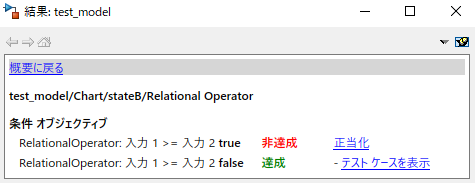 結果: test_model
概要に戻る
test_model/Chart/stateB/Relational Operator
条件 オブジェクティブ
RelationalOperator: 入力 1 >= 入力 2 true 非達成 正当化
RelationalOperator: 入力 1 >= 入力 2 false 達成 - テスト ケースを表示